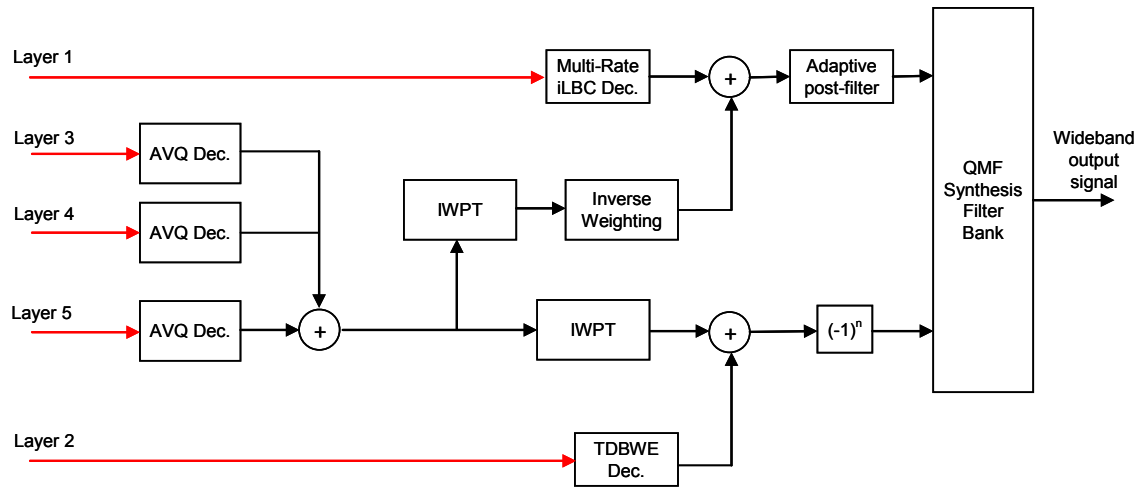 Layer 1
Multi-Rate
iLBC Dec.
+
Adaptive
post-filter
Layer 3
AVQ Dec.
Layer 4
AVQ Dec.
IWPT
Inverse
Weighting
QMF
Synthesis
Filter
Bank
Wideband
output
signal
Layer 5
AVQ Dec.
+
IWPT
+
(-1)ⁿ
Layer 2
TDBWE
Dec.